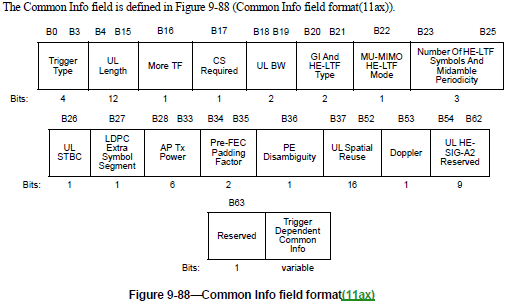 The Common Info field is defined in Figure 9-88 (Common Info field format(11ax)).
B0 B3 B4 B15 B16 B17 B18 B19 B20 B21 B22 B23 B25
Trigger Type UL Length More TF CS Required UL BW GI And HE-LTF Type MU-MIMO HE-LTF Mode Number Of HE-LTF Symbols And Midamble Periodicity
Bits: 4 12 1 1 2 2 1 3
B26 B27 B28 B33 B34 B35 B36 B37 B52 B53 B54 B62
UL STBC LDPC Extra Symbol Segment AP Tx Power Pre-FEC Padding Factor PE Disambiguity UL Spatial Reuse Doppler UL HE-SIG-A2 Reserved
Bits: 1 1 6 2 1 16 1 9
B63
Reserved Trigger Dependent Common Info
Bits: 1 variable
Figure 9-88—Common Info field format(11ax)